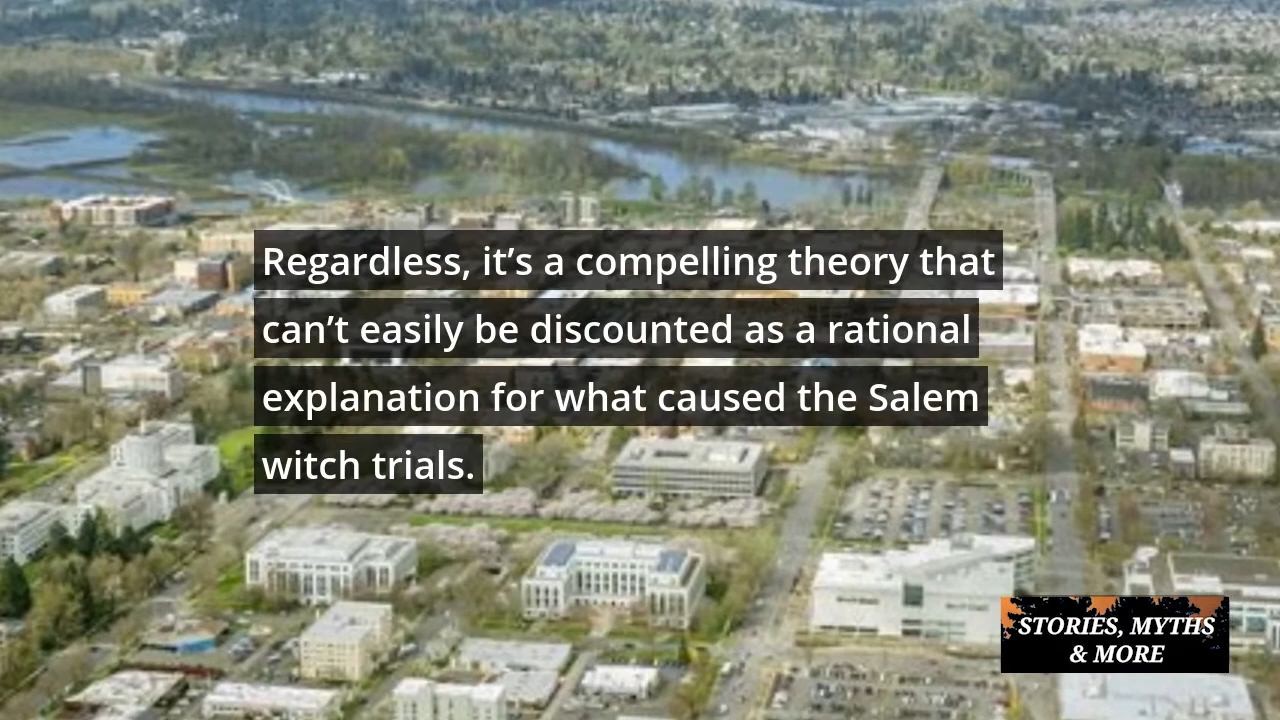 Regardless, it’s a compelling theory that
can’t easily be discounted as a rational
explanation for what caused the Salem
witch trials.
STORIES, MYTHS
& MORE